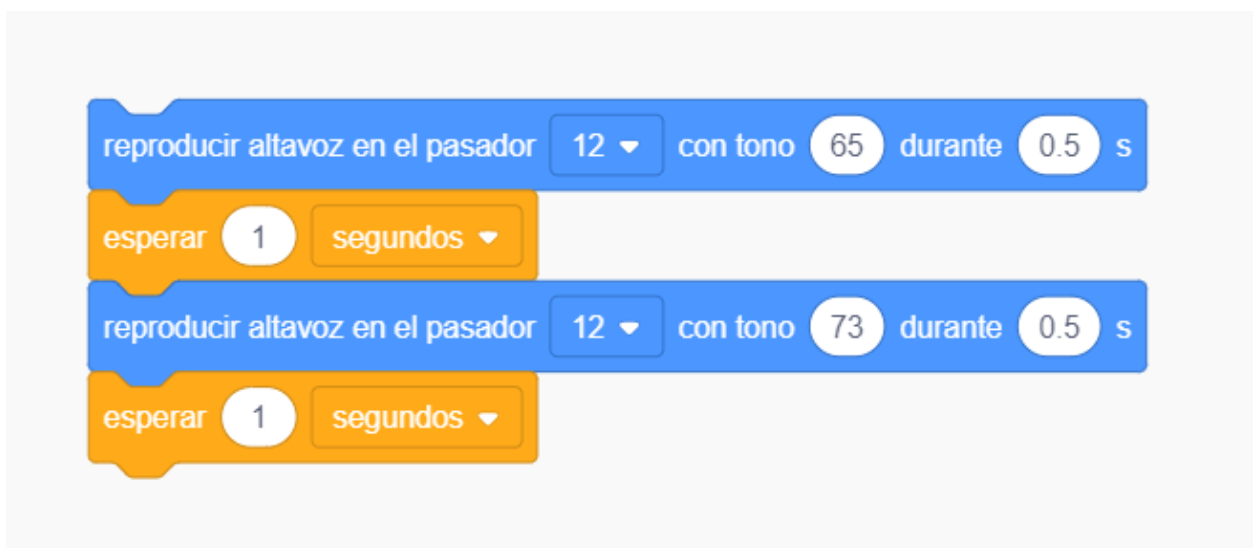 reproducir altavoz en el pasador 12 con tono 65 durante 0.5 s
esperar 1 segundos
reproducir altavoz en el pasador 12 con tono 73 durante 0.5 s
esperar 1 segundos